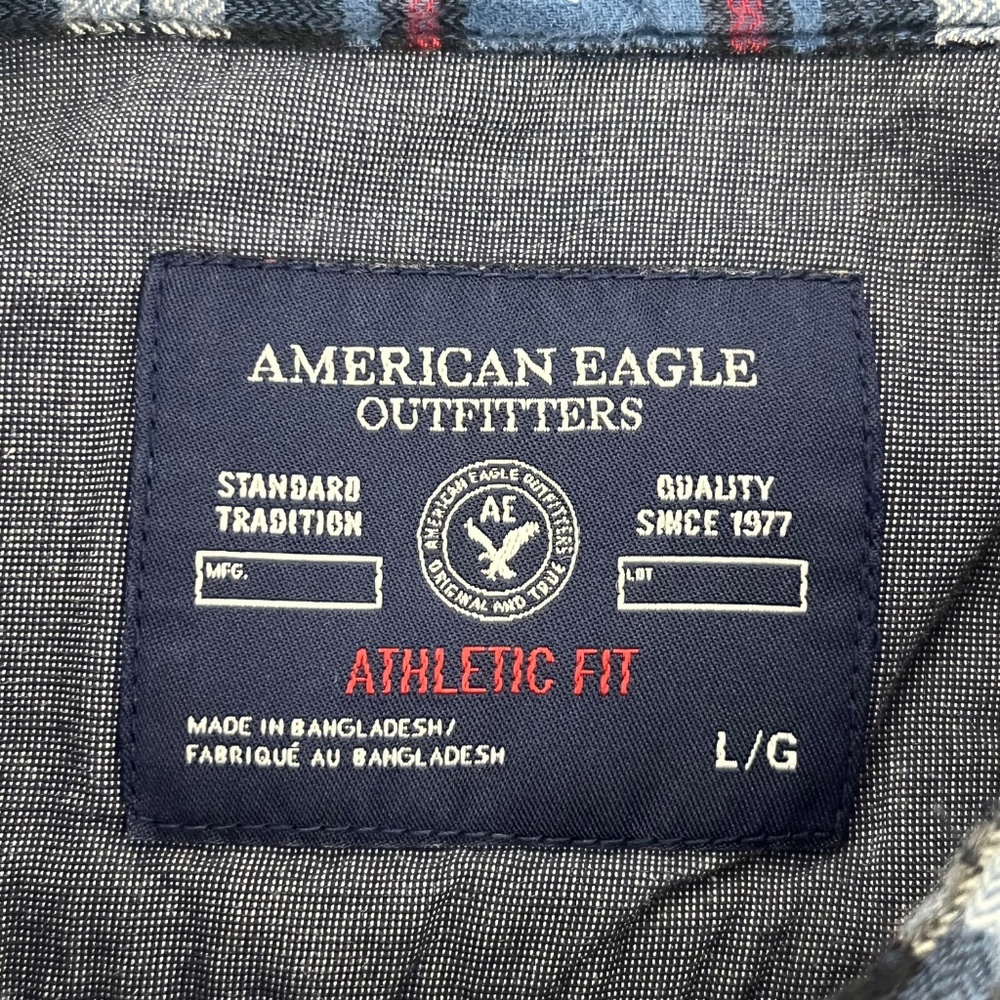 AMERICAN EAGLE
OUTFITTERS
STANDARD
TRADITION
MFG.
AMERICAN EAGLE OUTFITTERS
AE
ORIGINAL AND TRUE
QUALITY
SINCE 1977
LOT
ATHLETIC FIT
MADE IN BANGLADESH/
FABRIQUÉ AU BANGLADESH
L/G